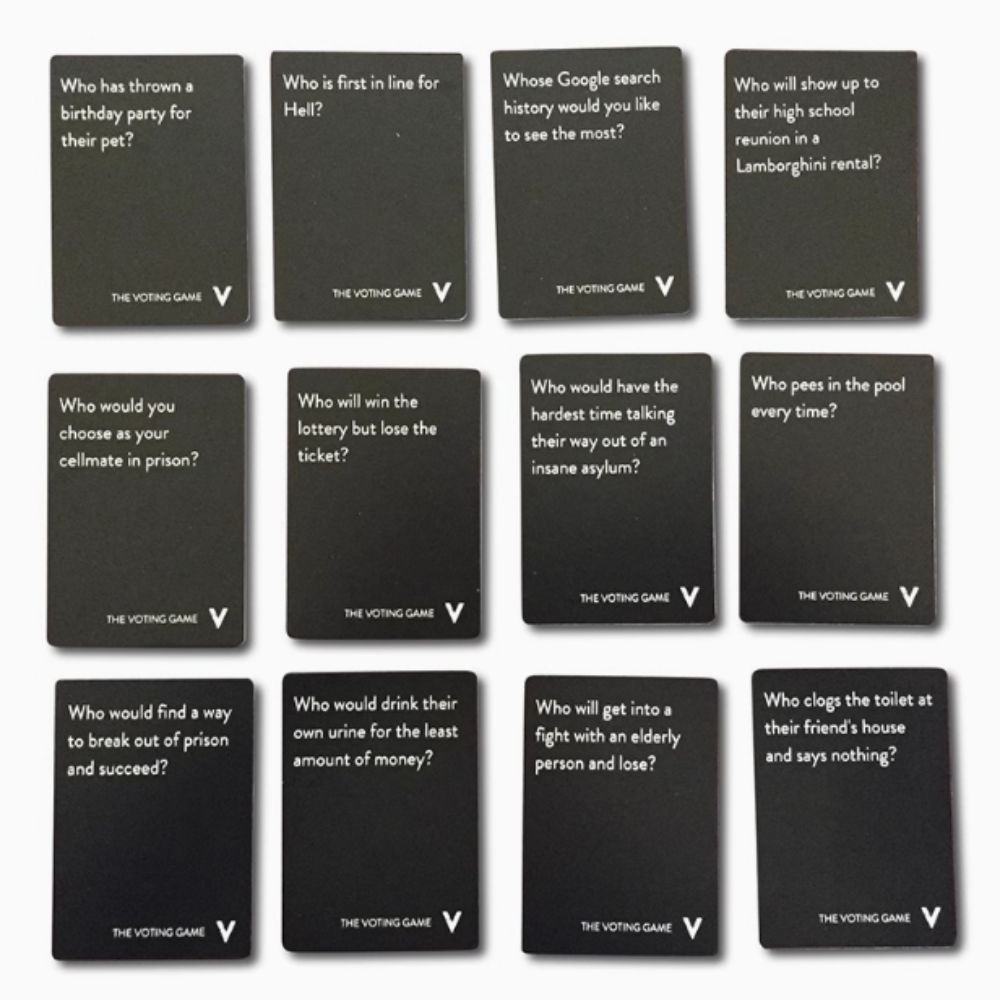 Who has thrown a
birthday party for
their pet?
THE VOTING GAME V
Who is first in line for
Hell?
THE VOTING GAME V
Whose Google search
history would you like
to see the most?
THE VOTING GAME V
Who will show up to
their high school
reunion in a
Lamborghini rental?
THE VOTING GAME V
Who would you
choose as your
cellmate in prison?
THE VOTING GAME V
Who will win the
lottery but lose the
ticket?
THE VOTING GAME V
Who would have the
hardest time talking
their way out of an
insane asylum?
THE VOTING GAME V
Who pees in the pool
every time?
THE VOTING GAME V
Who would find a way
to break out of prison
and succeed?
THE VOTING GAME V
Who would drink their
own urine for the least
amount of money?
THE VOTING GAME V
Who will get into a
fight with an elderly
person and lose?
THE VOTING GAME V
Who clogs the toilet at
their friend's house
and says nothing?
THE VOTING GAME V